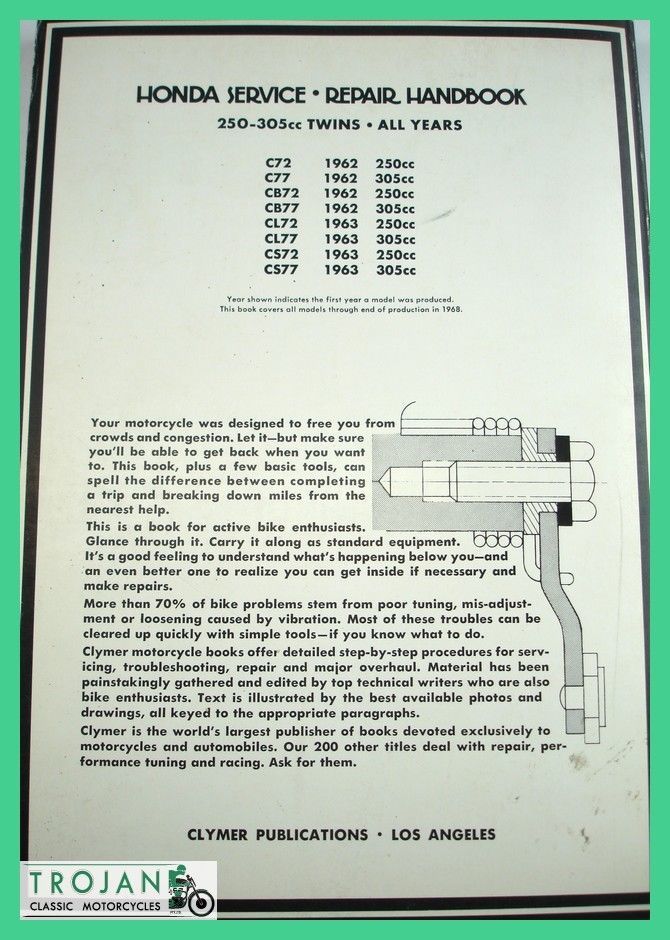 HONDA SERVICE • REPAIR HANDBOOK
250-305cc TWINS • ALL YEARS
C72 1962 250cc
C77 1962 305cc
CB72 1962 250cc
CB77 1962 305cc
CL72 1963 250cc
CL77 1963 305cc
CS72 1963 250cc
CS77 1963 305cc
Year shown indicates the first year a model was produced.
This book covers all models through end of production in 1968.
Your motorcycle was designed to free you from
crowds and congestion. Let it—but make sure
you'll be able to get back when you want
to. This book, plus a few basic tools, can
spell the difference between completing
a trip and breaking down miles from the
nearest help.
This is a book for active bike enthusiasts.
Glance through it. Carry it along as standard equipment.
It's a good feeling to understand what's happening below you—and
an even better one to realize you can get inside if necessary and
make repairs.
More than 70% of bike problems stem from poor tuning, mis-adjust-
ment or loosening caused by vibration. Most of these troubles can be
cleared up quickly with simple tools—if you know what to do.
Clymer motorcycle books offer detailed step-by-step procedures for serv-
icing, troubleshooting, repair and major overhaul. Material has been
painstakingly gathered and edited by top technical writers who are also
bike enthusiasts. Text is illustrated by the best available photos and
drawings, all keyed to the appropriate paragraphs.
Clymer is the world's largest publisher of books devoted exclusively to
motorcycles and automobiles. Our 200 other titles deal with repair, per-
formance tuning and racing. Ask for them.
CLYMER PUBLICATIONS • LOS ANGELES
TROJAN
CLASSIC MOTORCYCLES